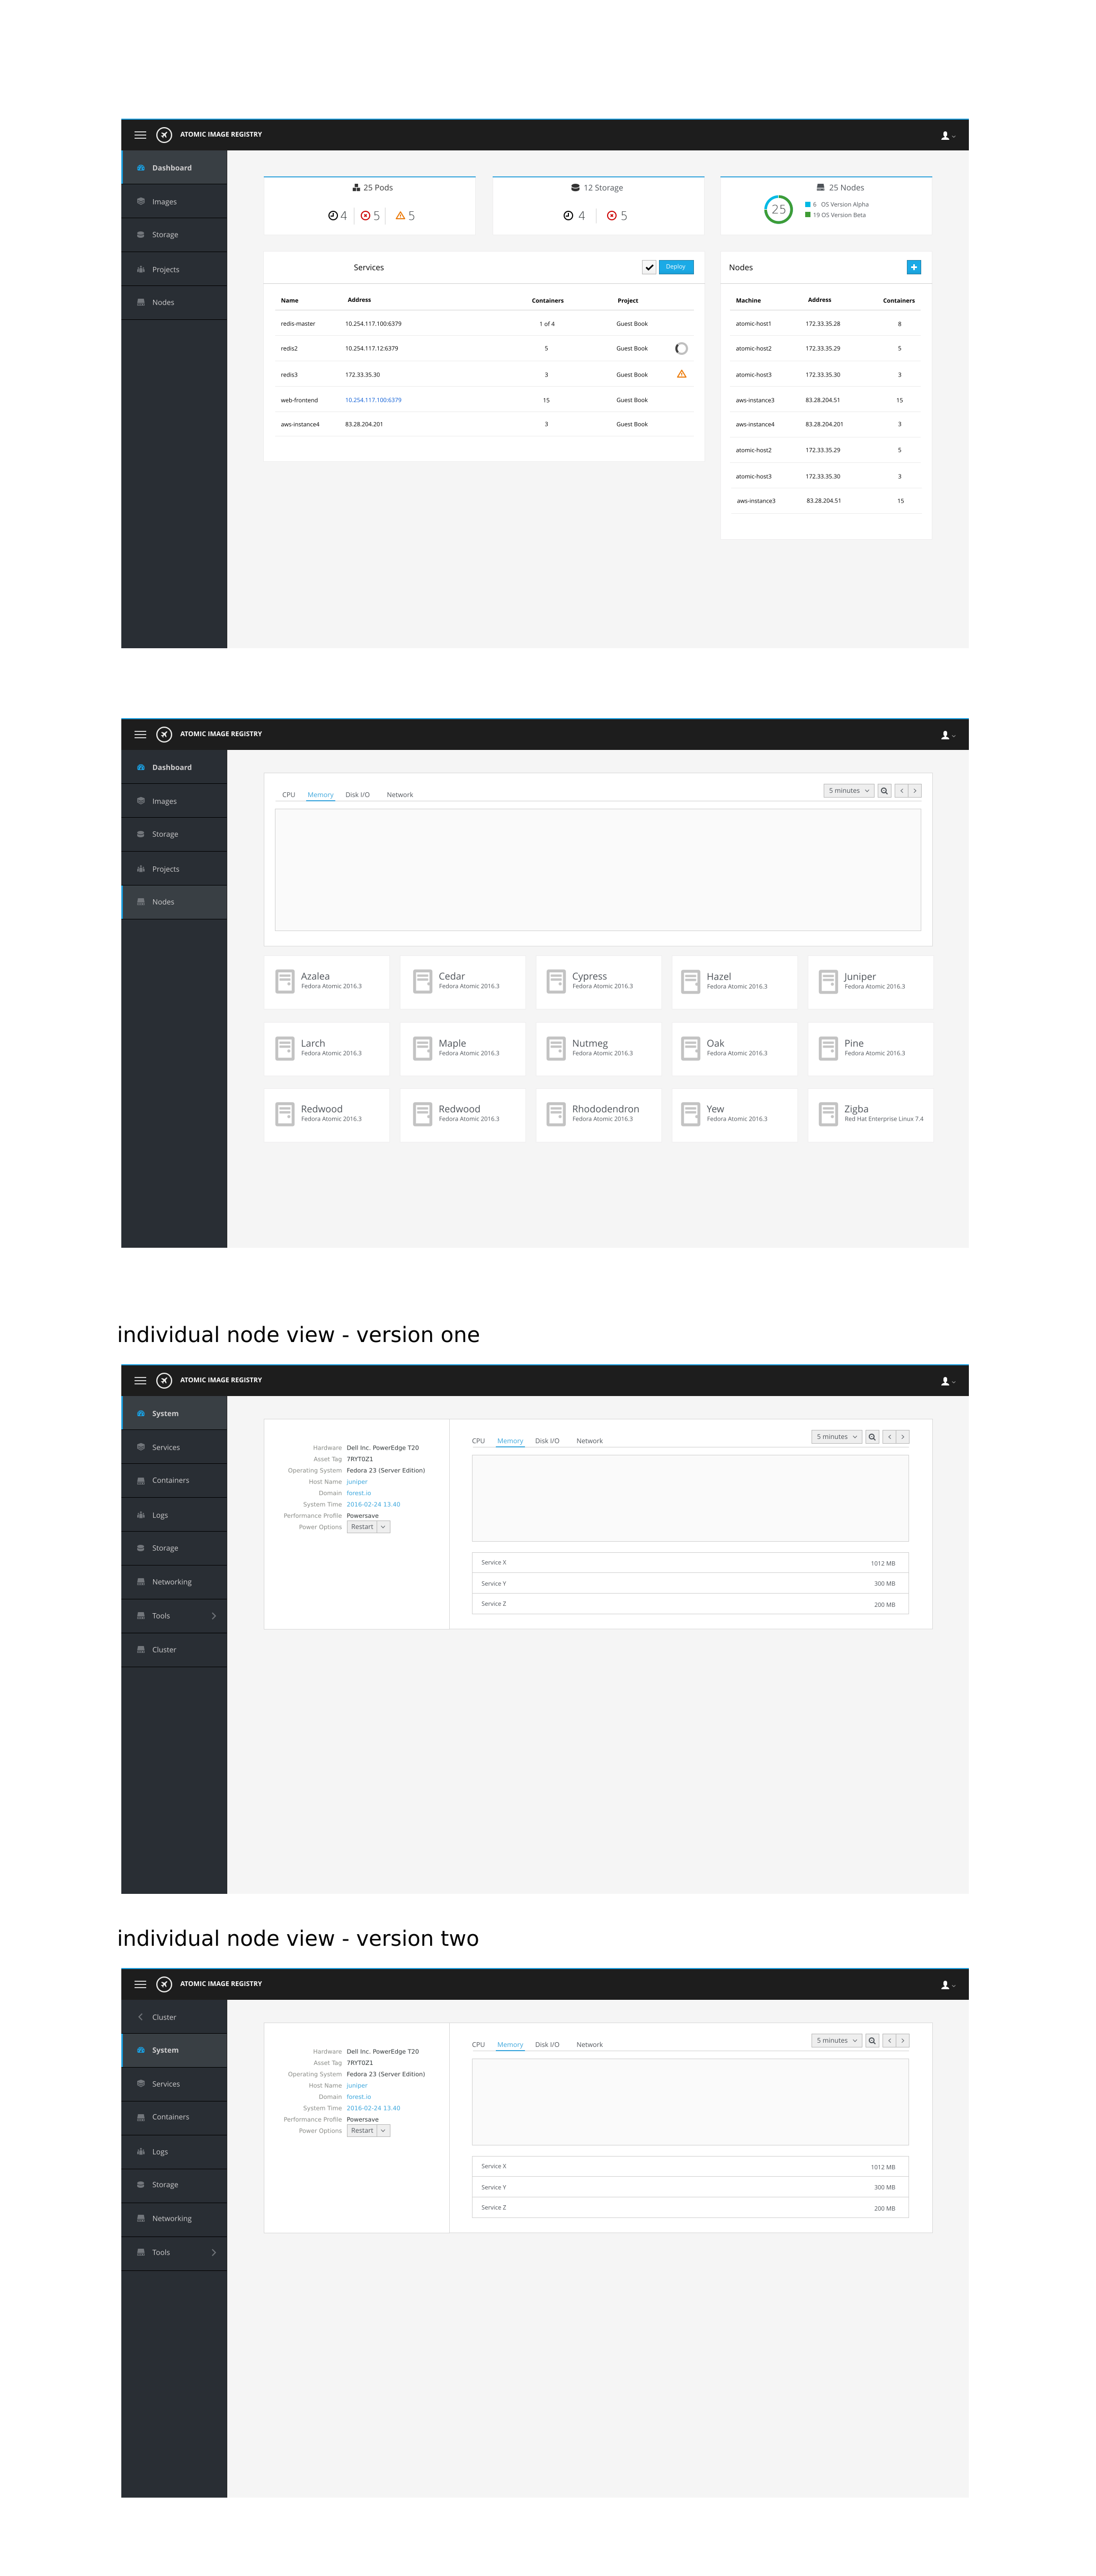 ATOMIC IMAGE REGISTRY
Dashboard
Images
Storage
Projects
Nodes
25 Pods
4 5 5
12 Storage
4 5
25 Nodes
25
6 OS Version Alpha
19 OS Version Beta
Services
Deploy
Name Address Containers Project
redis-master 10.254.117.100:6379 1 of 4 Guest Book
redis2 10.254.117.12:6379 5 Guest Book
redis3 172.33.35.30 3 Guest Book
web-frontend 10.254.117.100:6379 15 Guest Book
aws-instance4 83.28.204.201 3 Guest Book
Nodes
Machine Address Containers
atomic-host1 172.33.35.28 8
atomic-host2 172.33.35.29 5
atomic-host3 172.33.35.30 3
aws-instance3 83.28.204.51 15
aws-instance4 83.28.204.201 3
atomic-host2 172.33.35.29 5
atomic-host3 172.33.35.30 3
aws-instance3 83.28.204.51 15
ATOMIC IMAGE REGISTRY
Dashboard
Images
Storage
Projects
Nodes
CPU Memory Disk I/O Network 5 minutes
Azalea Cedar Cypress Hazel Juniper
Fedora Atomic 2016.3 Fedora Atomic 2016.3 Fedora Atomic 2016.3 Fedora Atomic 2016.3 Fedora Atomic 2016.3
Larch Maple Nutmeg Oak Pine
Fedora Atomic 2016.3 Fedora Atomic 2016.3 Fedora Atomic 2016.3 Fedora Atomic 2016.3 Fedora Atomic 2016.3
Redwood Redwood Rhododendron Yew Zigba
Fedora Atomic 2016.3 Fedora Atomic 2016.3 Fedora Atomic 2016.3 Fedora Atomic 2016.3 Red Hat Enterprise Linux 7.4
individual node view - version one
ATOMIC IMAGE REGISTRY
System
Services
Containers
Logs
Storage
Networking
Tools
Cluster
Hardware Dell Inc. PowerEdge T20
Asset Tag 7RYT0Z1
Operating System Fedora 23 (Server Edition)
Host Name juniper
Domain forest.io
System Time 2016-02-24 13.40
Performance Profile Powersave
Power Options Restart
CPU Memory Disk I/O Network 5 minutes
Service X 1012 MB
Service Y 300 MB
Service Z 200 MB
individual node view - version two
ATOMIC IMAGE REGISTRY
Cluster
System
Services
Containers
Logs
Storage
Networking
Tools
Hardware Dell Inc. PowerEdge T20
Asset Tag 7RYT0Z1
Operating System Fedora 23 (Server Edition)
Host Name juniper
Domain forest.io
System Time 2016-02-24 13.40
Performance Profile Powersave
Power Options Restart
CPU Memory Disk I/O Network 5 minutes
Service X 1012 MB
Service Y 300 MB
Service Z 200 MB